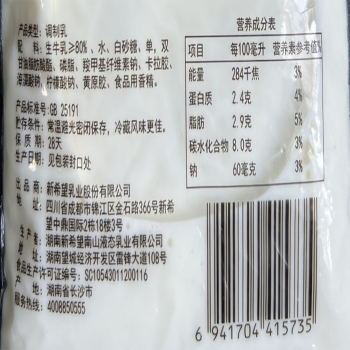 产品类型：调制乳
配　料：生牛乳≥80%、水、白砂糖、单，双
甘油脂肪酸酯、磷脂、羧甲基纤维素钠、卡拉胶、
海藻酸钠、柠檬酸钠、黄原胶、食品用香精。
产品标准号：GB 25191
贮存条件：常温避光密闭保存，冷藏风味更佳。
保 质 期：28天
生产日期：见包装封口处
营养成分表
项目 每100毫升 营养素参考值%
能量 284千焦 3%
蛋白质 2.4克 4%
脂肪 2.9克 5%
碳水化合物 8.0克 3%
钠 60毫克 3%
出 品 商：新希望乳业股份有限公司
地　址：四川省成都市锦江区金石路366号新希
望中鼎国际2栋18楼3号
生 产 商：湖南新希望南山液态乳业有限公司
地　址：湖南望城经济开发区雷锋大道108号
食品生产许可证编号：SC10543011200116
产　地：湖南省长沙市
服务热线：4008850555
6 941704 415735